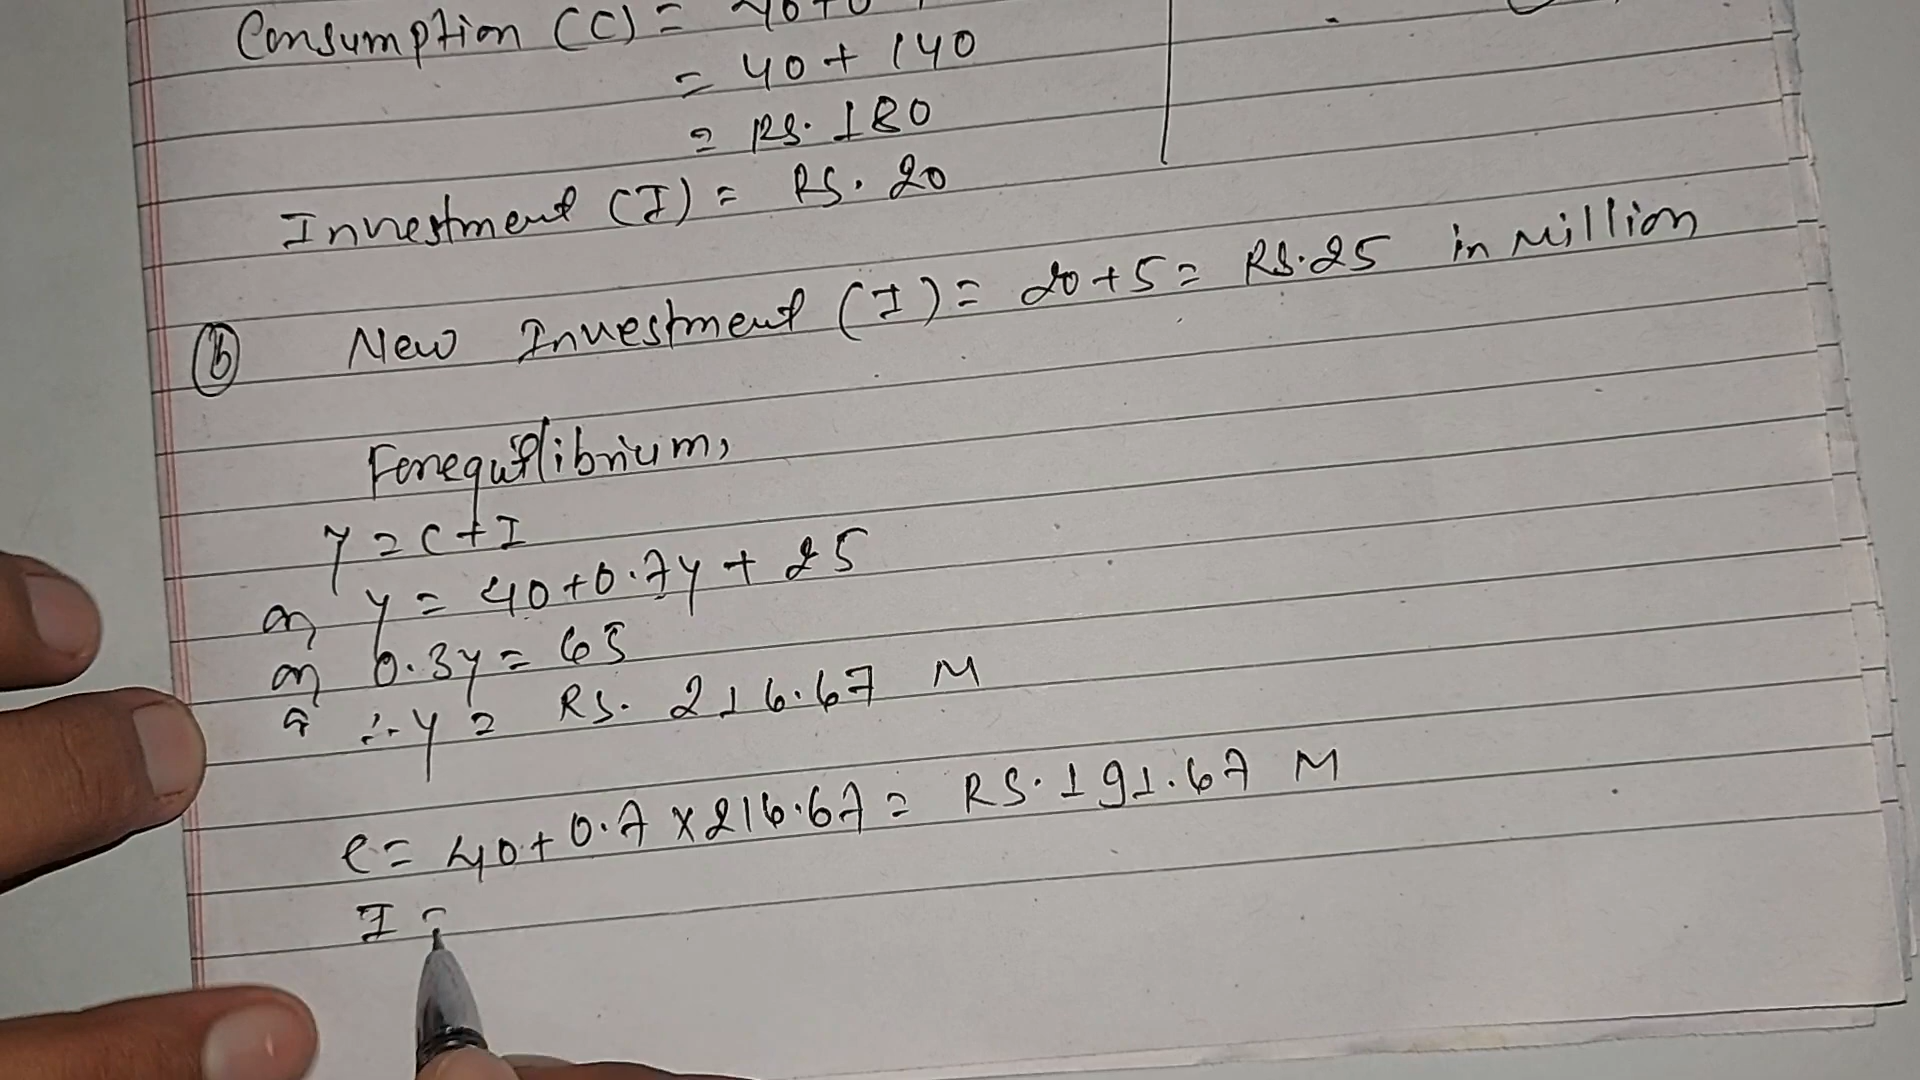 Consumption (C) = 40+0
= 40 + 140
= RS. 180
Investment (I) = RS. 20
(b) New Investment (I) = 20+5 = RS.25 in Million
For equilibrium,
Y = C+I
or, Y = 40+0.7Y + 25
or, 0.3Y = 65
∴ Y = RS. 216.67 M
C = 40+0.7 x 216.67 = RS. 191.67 M
I =